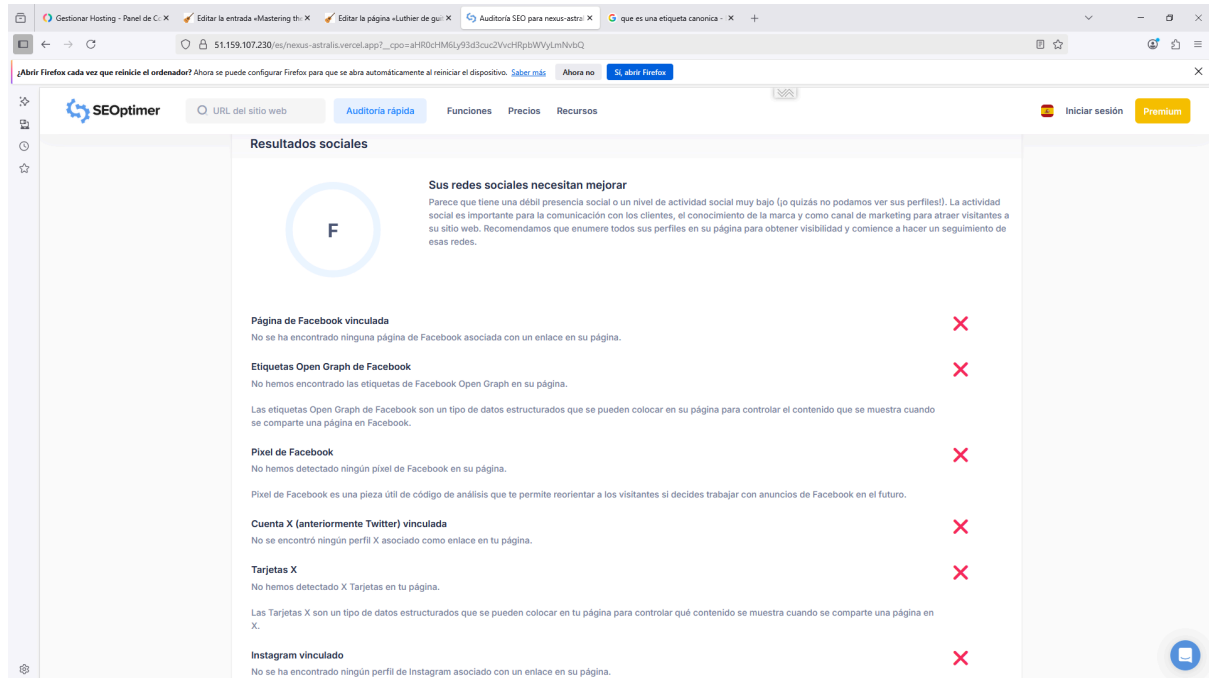 Gestionar Hosting - Panel de Co
Editar la entrada «Mastering the
Editar la página «Luthier de guit
Auditoría SEO para nexus-astral
que es una etiqueta canonica -
51.159.107.230/es/nexus-astralis.vercel.app?__cpo=aHR0cHM6Ly93d3cuc2VvcHRpbWVyLmNvbQ
¿Abrir Firefox cada vez que reinicie el ordenador? Ahora se puede configurar Firefox para que se abra automáticamente al reiniciar el dispositivo. Saber más Ahora no Sí, abrir Firefox
SEOptimer
URL del sitio web
Auditoría rápida
Funciones
Precios
Recursos
Iniciar sesión
Premium
Resultados sociales
F
Sus redes sociales necesitan mejorar
Parece que tiene una débil presencia social o un nivel de actividad social muy bajo (¡o quizás no podamos ver sus perfiles!). La actividad
social es importante para la comunicación con los clientes, el conocimiento de la marca y como canal de marketing para atraer visitantes a
su sitio web. Recomendamos que enumere todos sus perfiles en su página para obtener visibilidad y comience a hacer un seguimiento de
esas redes.
Página de Facebook vinculada
No se ha encontrado ninguna página de Facebook asociada con un enlace en su página.
Etiquetas Open Graph de Facebook
No hemos encontrado las etiquetas de Facebook Open Graph en su página.
Las etiquetas Open Graph de Facebook son un tipo de datos estructurados que se pueden colocar en su página para controlar el contenido que se muestra cuando
se comparte una página en Facebook.
Pixel de Facebook
No hemos detectado ningún píxel de Facebook en su página.
Pixel de Facebook es una pieza útil de código de análisis que te permite reorientar a los visitantes si decides trabajar con anuncios de Facebook en el futuro.
Cuenta X (anteriormente Twitter) vinculada
No se encontró ningún perfil X asociado como enlace en tu página.
Tarjetas X
No hemos detectado X Tarjetas en tu página.
Las Tarjetas X son un tipo de datos estructurados que se pueden colocar en tu página para controlar qué contenido se muestra cuando se comparte una página en
X.
Instagram vinculado
No se ha encontrado ningún perfil de Instagram asociado con un enlace en su página.